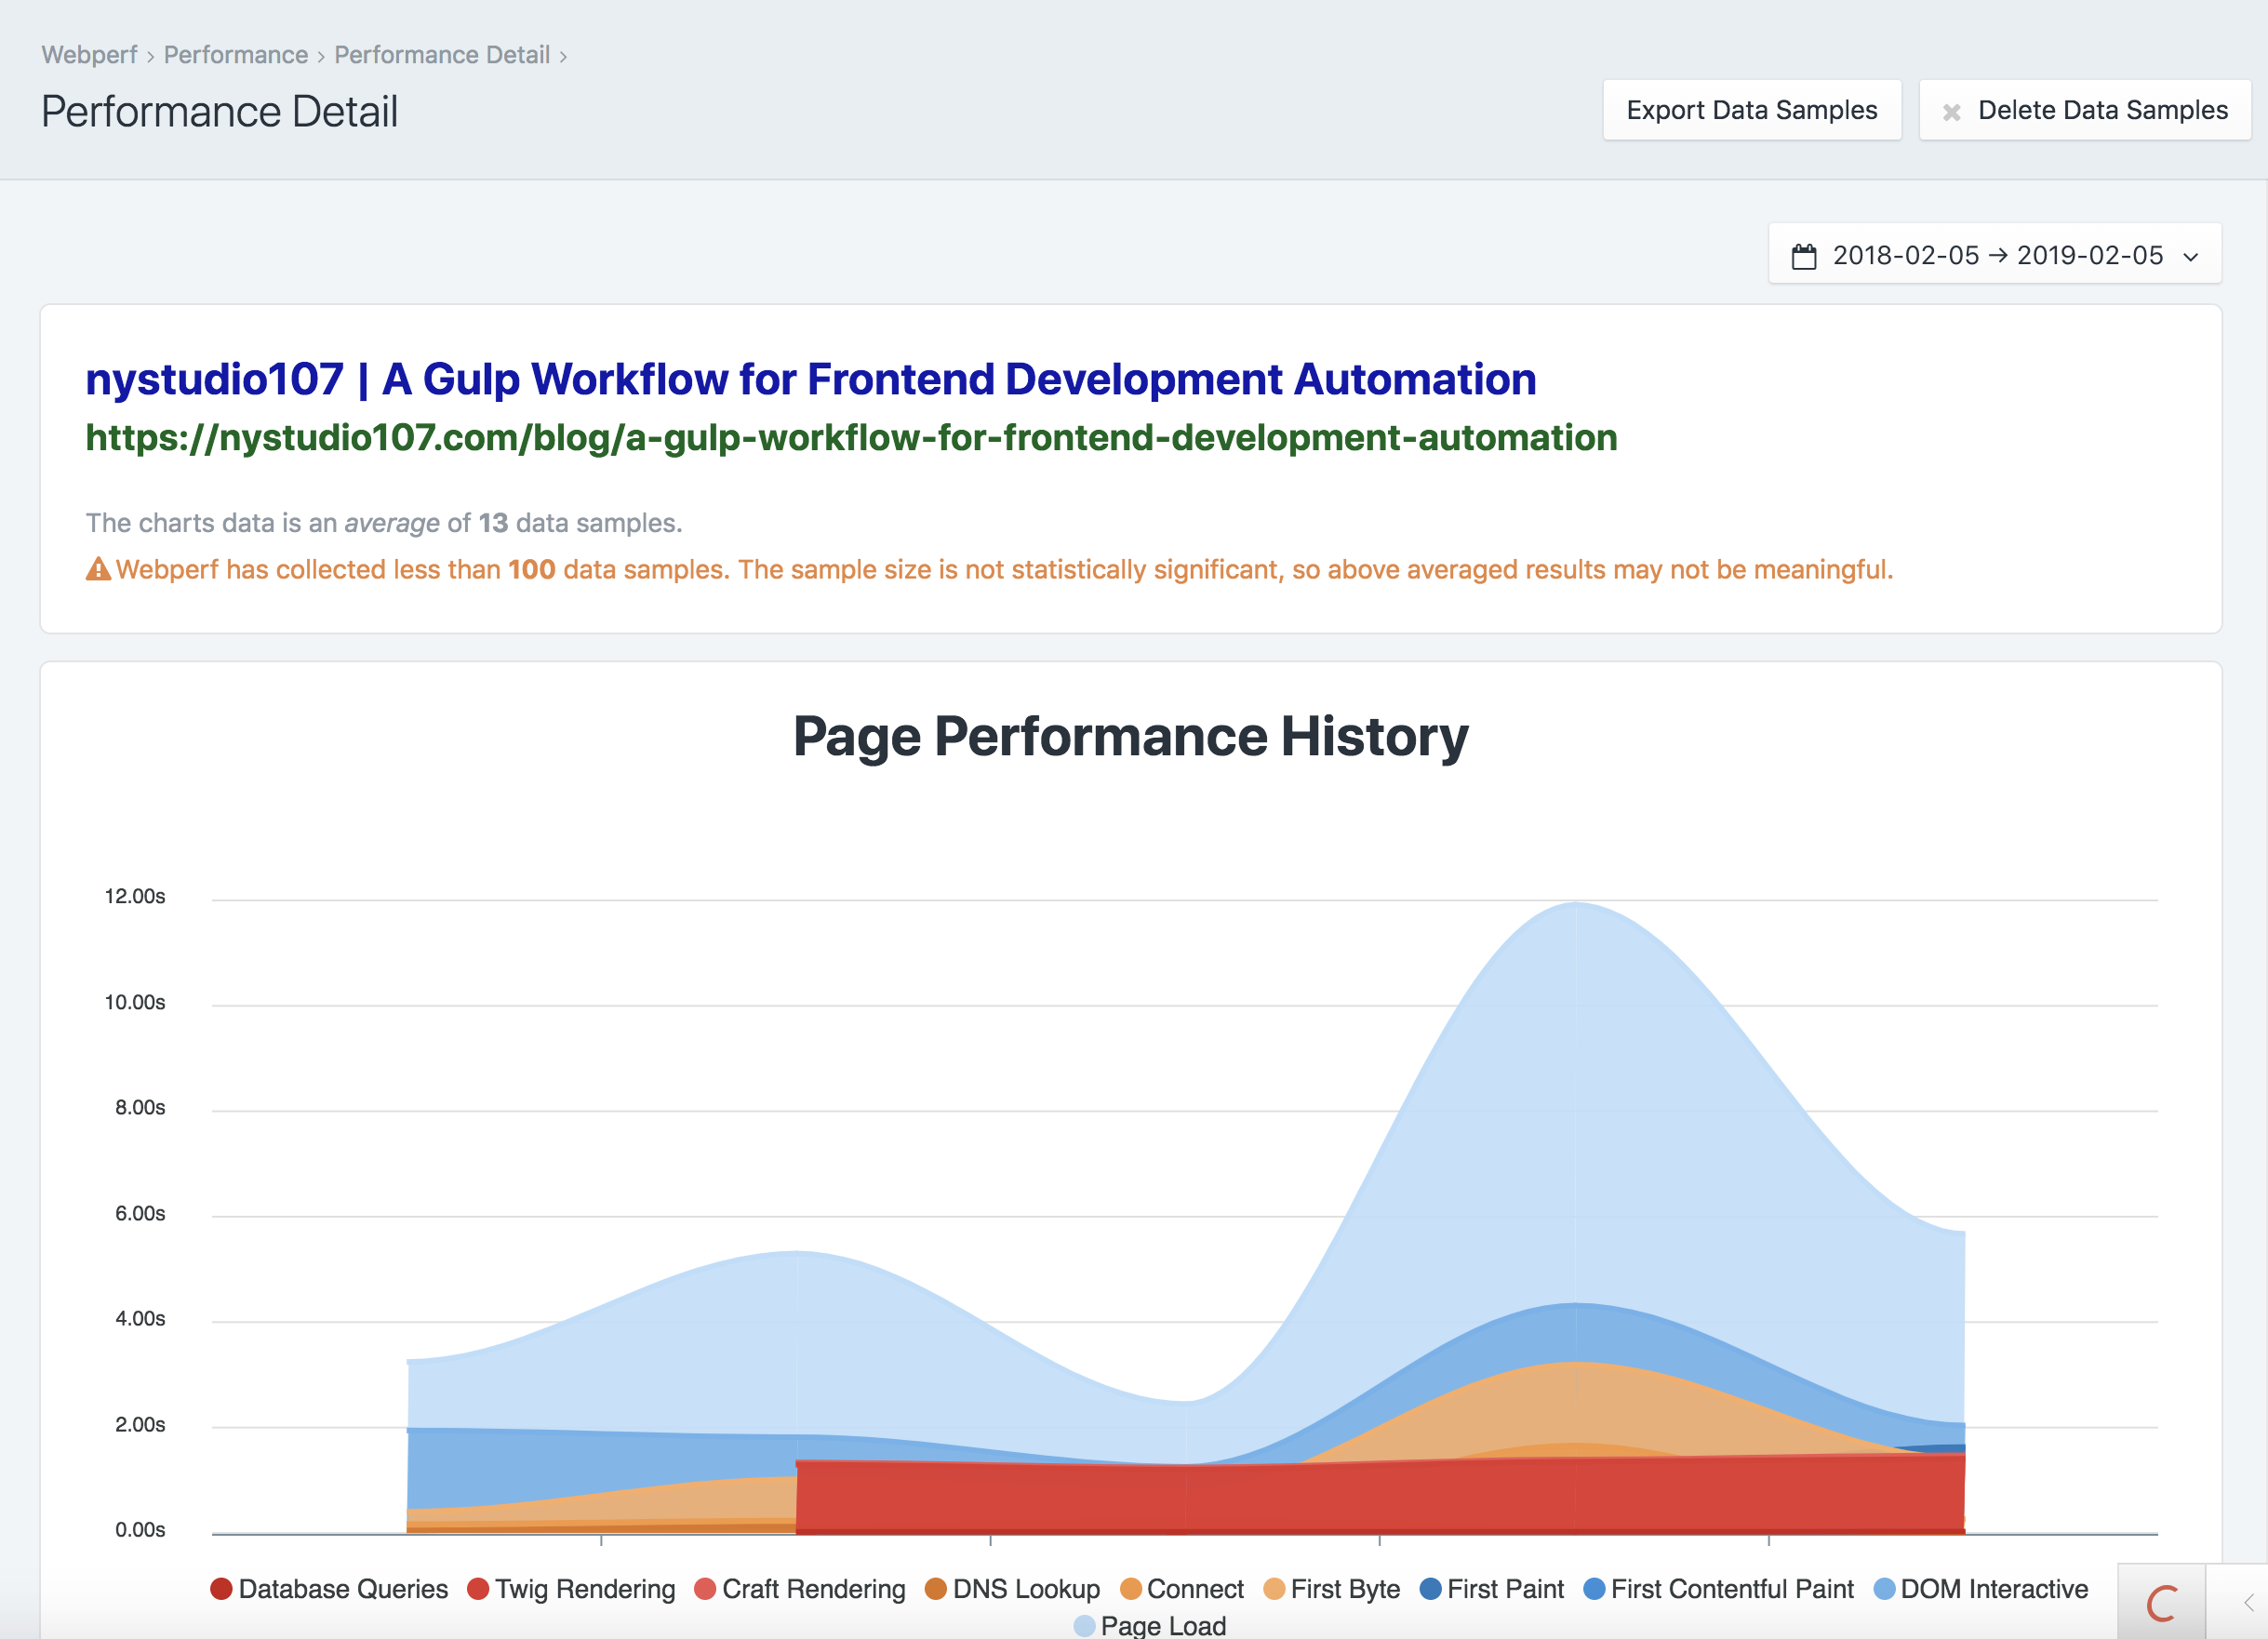 Webperf › Performance › Performance Detail ›
Performance Detail
Export Data Samples
Delete Data Samples
2018-02-05 → 2019-02-05
nystudio107 | A Gulp Workflow for Frontend Development Automation
https://nystudio107.com/blog/a-gulp-workflow-for-frontend-development-automation
The charts data is an average of 13 data samples.
Webperf has collected less than 100 data samples. The sample size is not statistically significant, so above averaged results may not be meaningful.
Page Performance History
12.00s
10.00s
8.00s
6.00s
4.00s
2.00s
0.00s
Database Queries Twig Rendering Craft Rendering DNS Lookup Connect First Byte First Paint First Contentful Paint DOM Interactive
Page Load